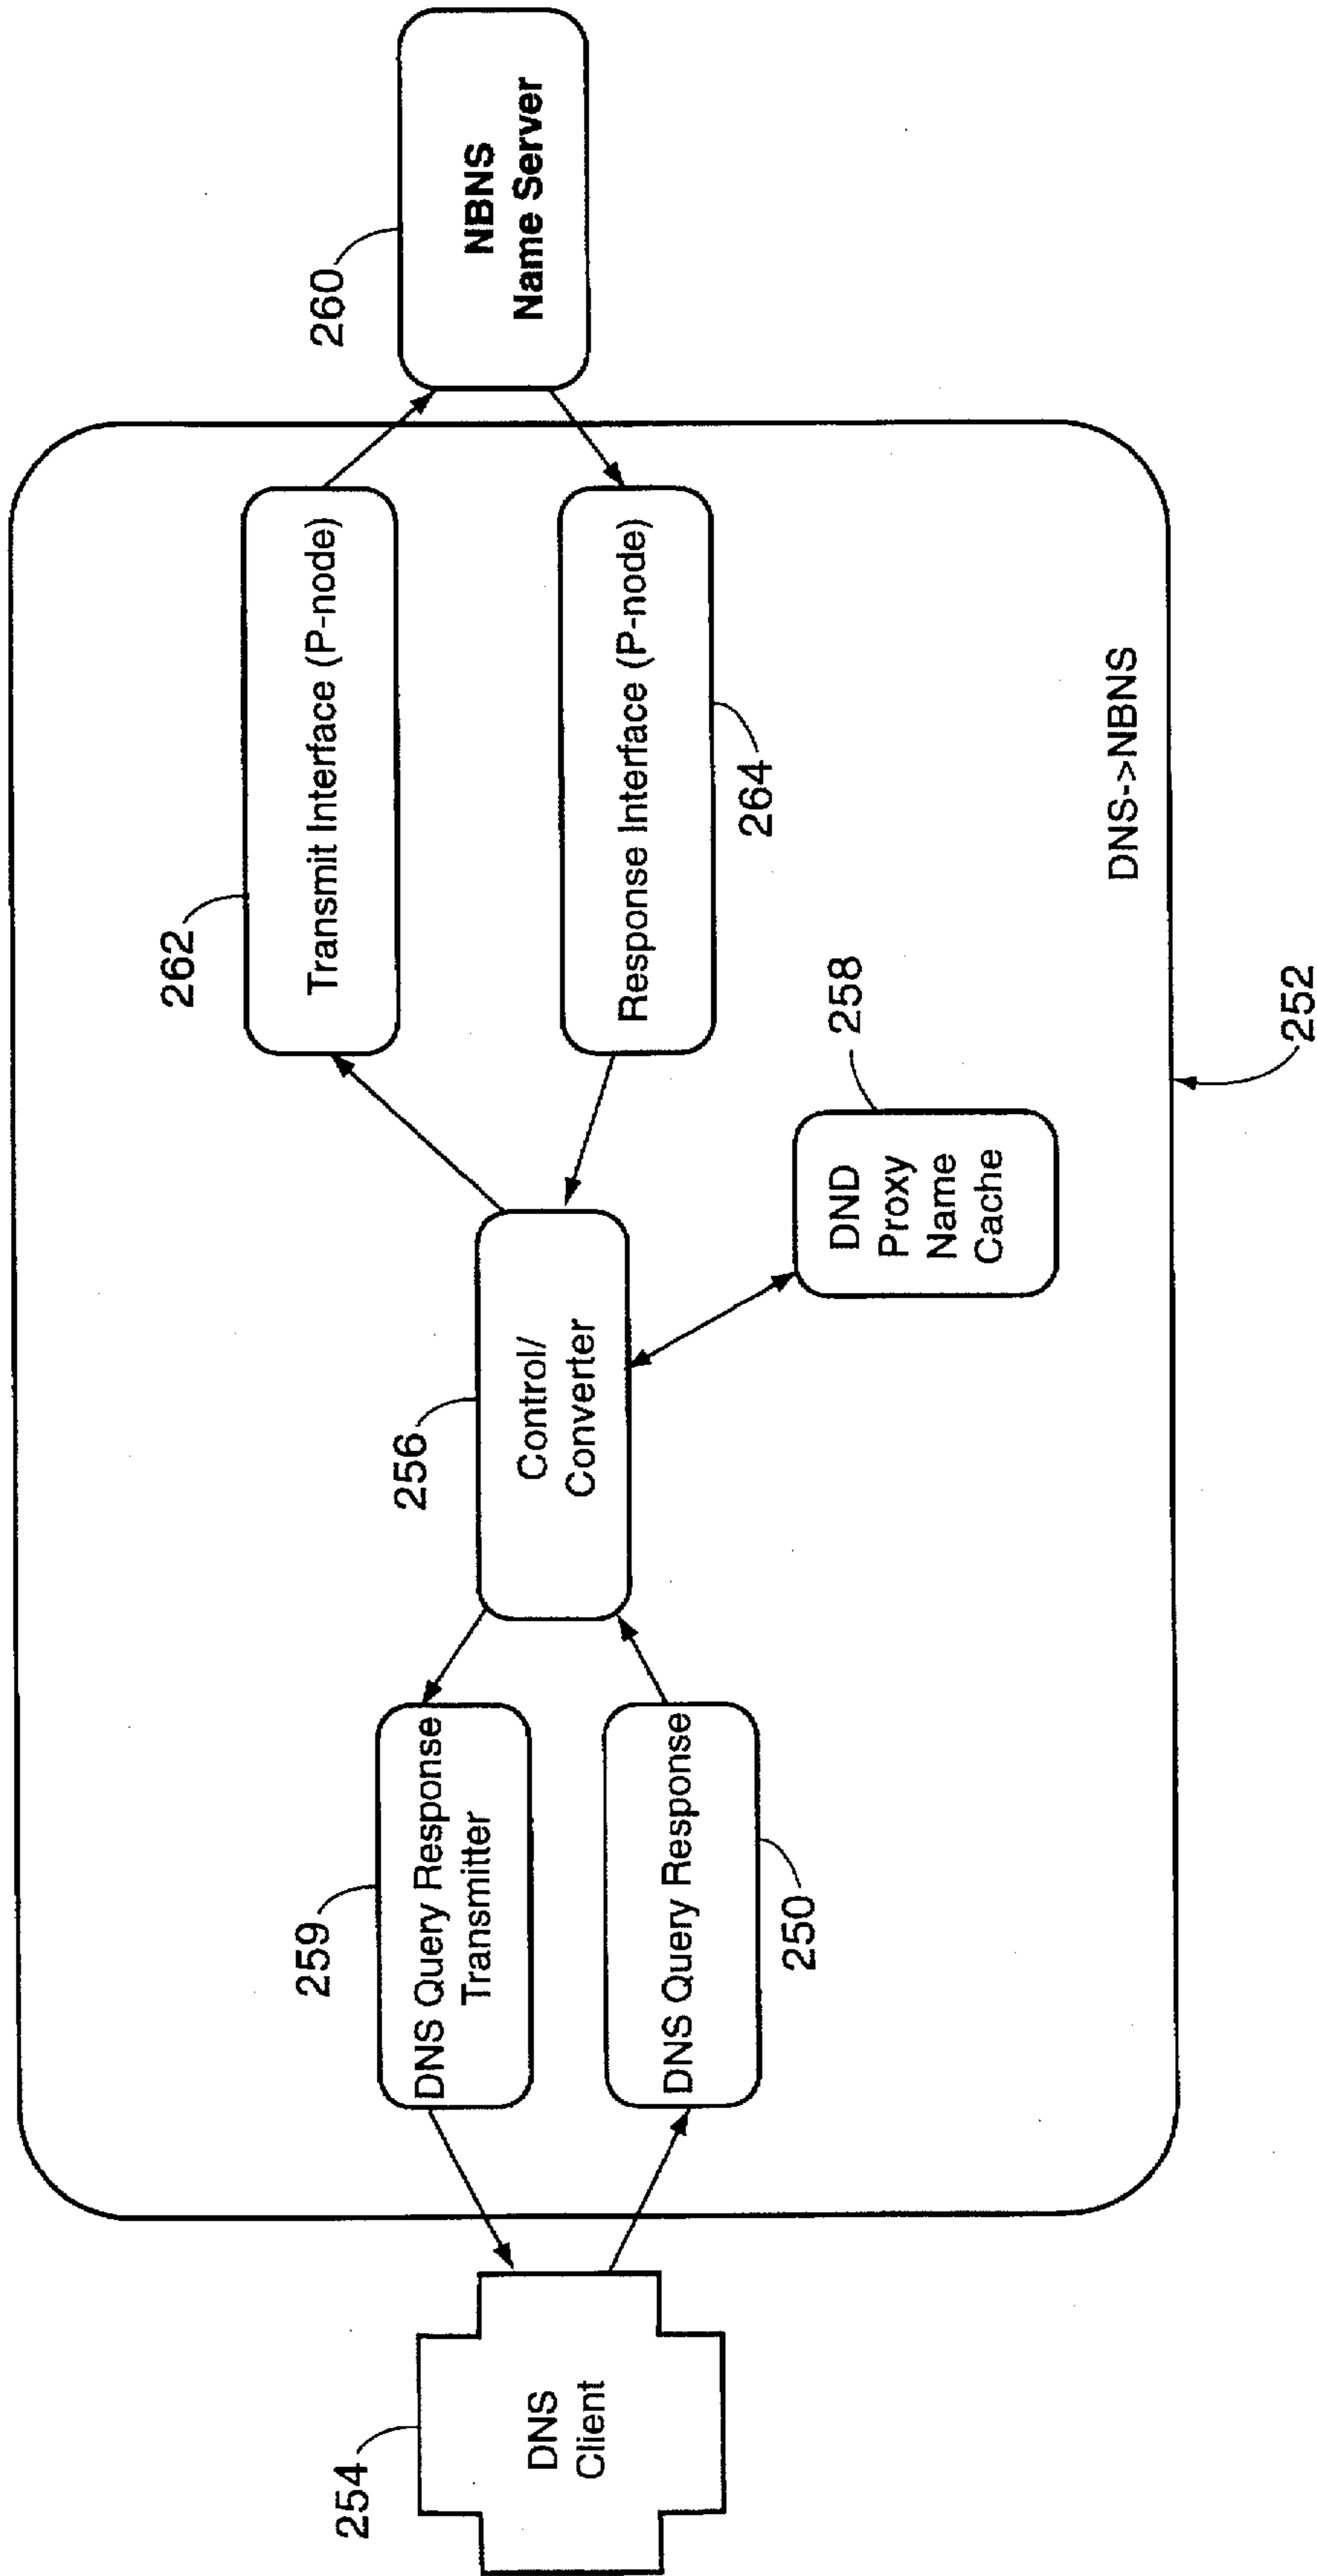 254
DNS
Client
259
DNS Query Response
Transmitter
DNS Query Response
250
256
Control/
Converter
DND
Proxy
Name
Cache
258
262
Transmit Interface (P-node)
Response Interface (P-node)
264
DNS->NBNS
252
260
NBNS
Name Server